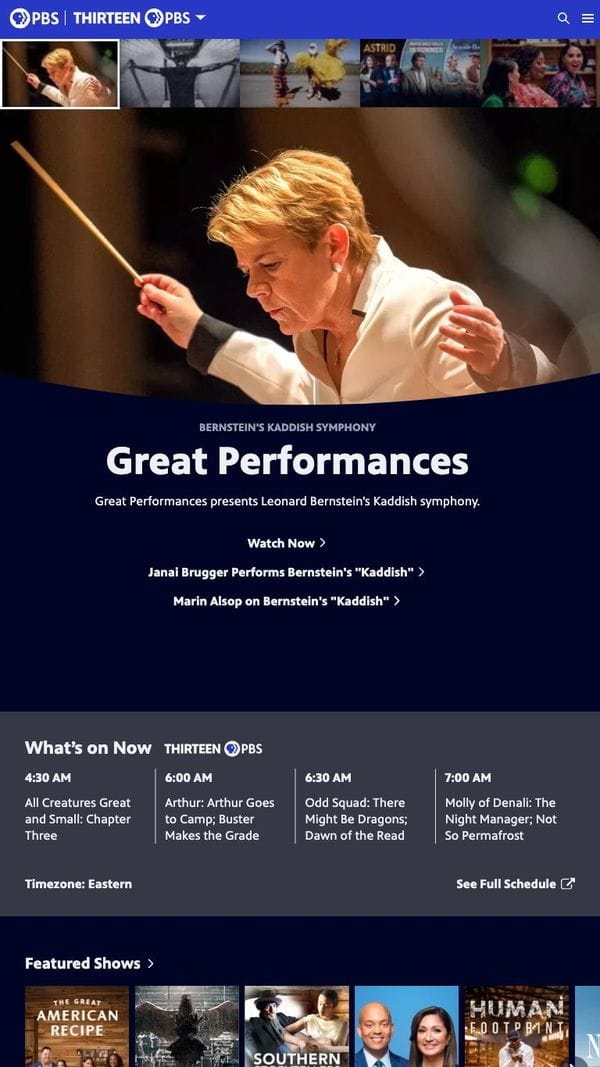 PBS THIRTEEN PBS
ASTRID
BERNSTEIN'S KADDISH SYMPHONY
Great Performances
Great Performances presents Leonard Bernstein's Kaddish symphony.
Watch Now
Janai Brugger Performs Bernstein's "Kaddish"
Marin Alsop on Bernstein's "Kaddish"
What's on Now THIRTEEN PBS
4:30 AM
All Creatures Great
and Small: Chapter
Three
6:00 AM
Arthur: Arthur Goes
to Camp; Buster
Makes the Grade
6:30 AM
Odd Squad: There
Might Be Dragons;
Dawn of the Read
7:00 AM
Molly of Denali: The
Night Manager; Not
So Permafrost
Timezone: Eastern
See Full Schedule
Featured Shows
THE GREAT
AMERICAN
RECIPE
SOUTHERN
HUMAN
FOOTPRINT
N